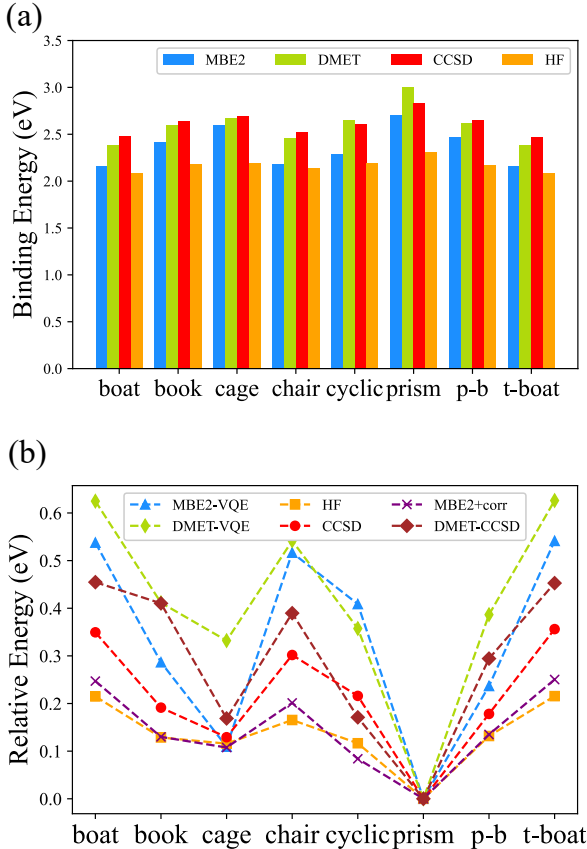 (a)
MBE2 DMET CCSD HF
Binding Energy (eV)
3.5
3.0
2.5
2.0
1.5
1.0
0.5
0.0
boat book cage chair cyclic prism p-b t-boat
(b)
MBE2-VQE HF MBE2+corr
DMET-VQE CCSD DMET-CCSD
Relative Energy (eV)
0.6
0.5
0.4
0.3
0.2
0.1
0.0
boat book cage chair cyclic prism p-b t-boat